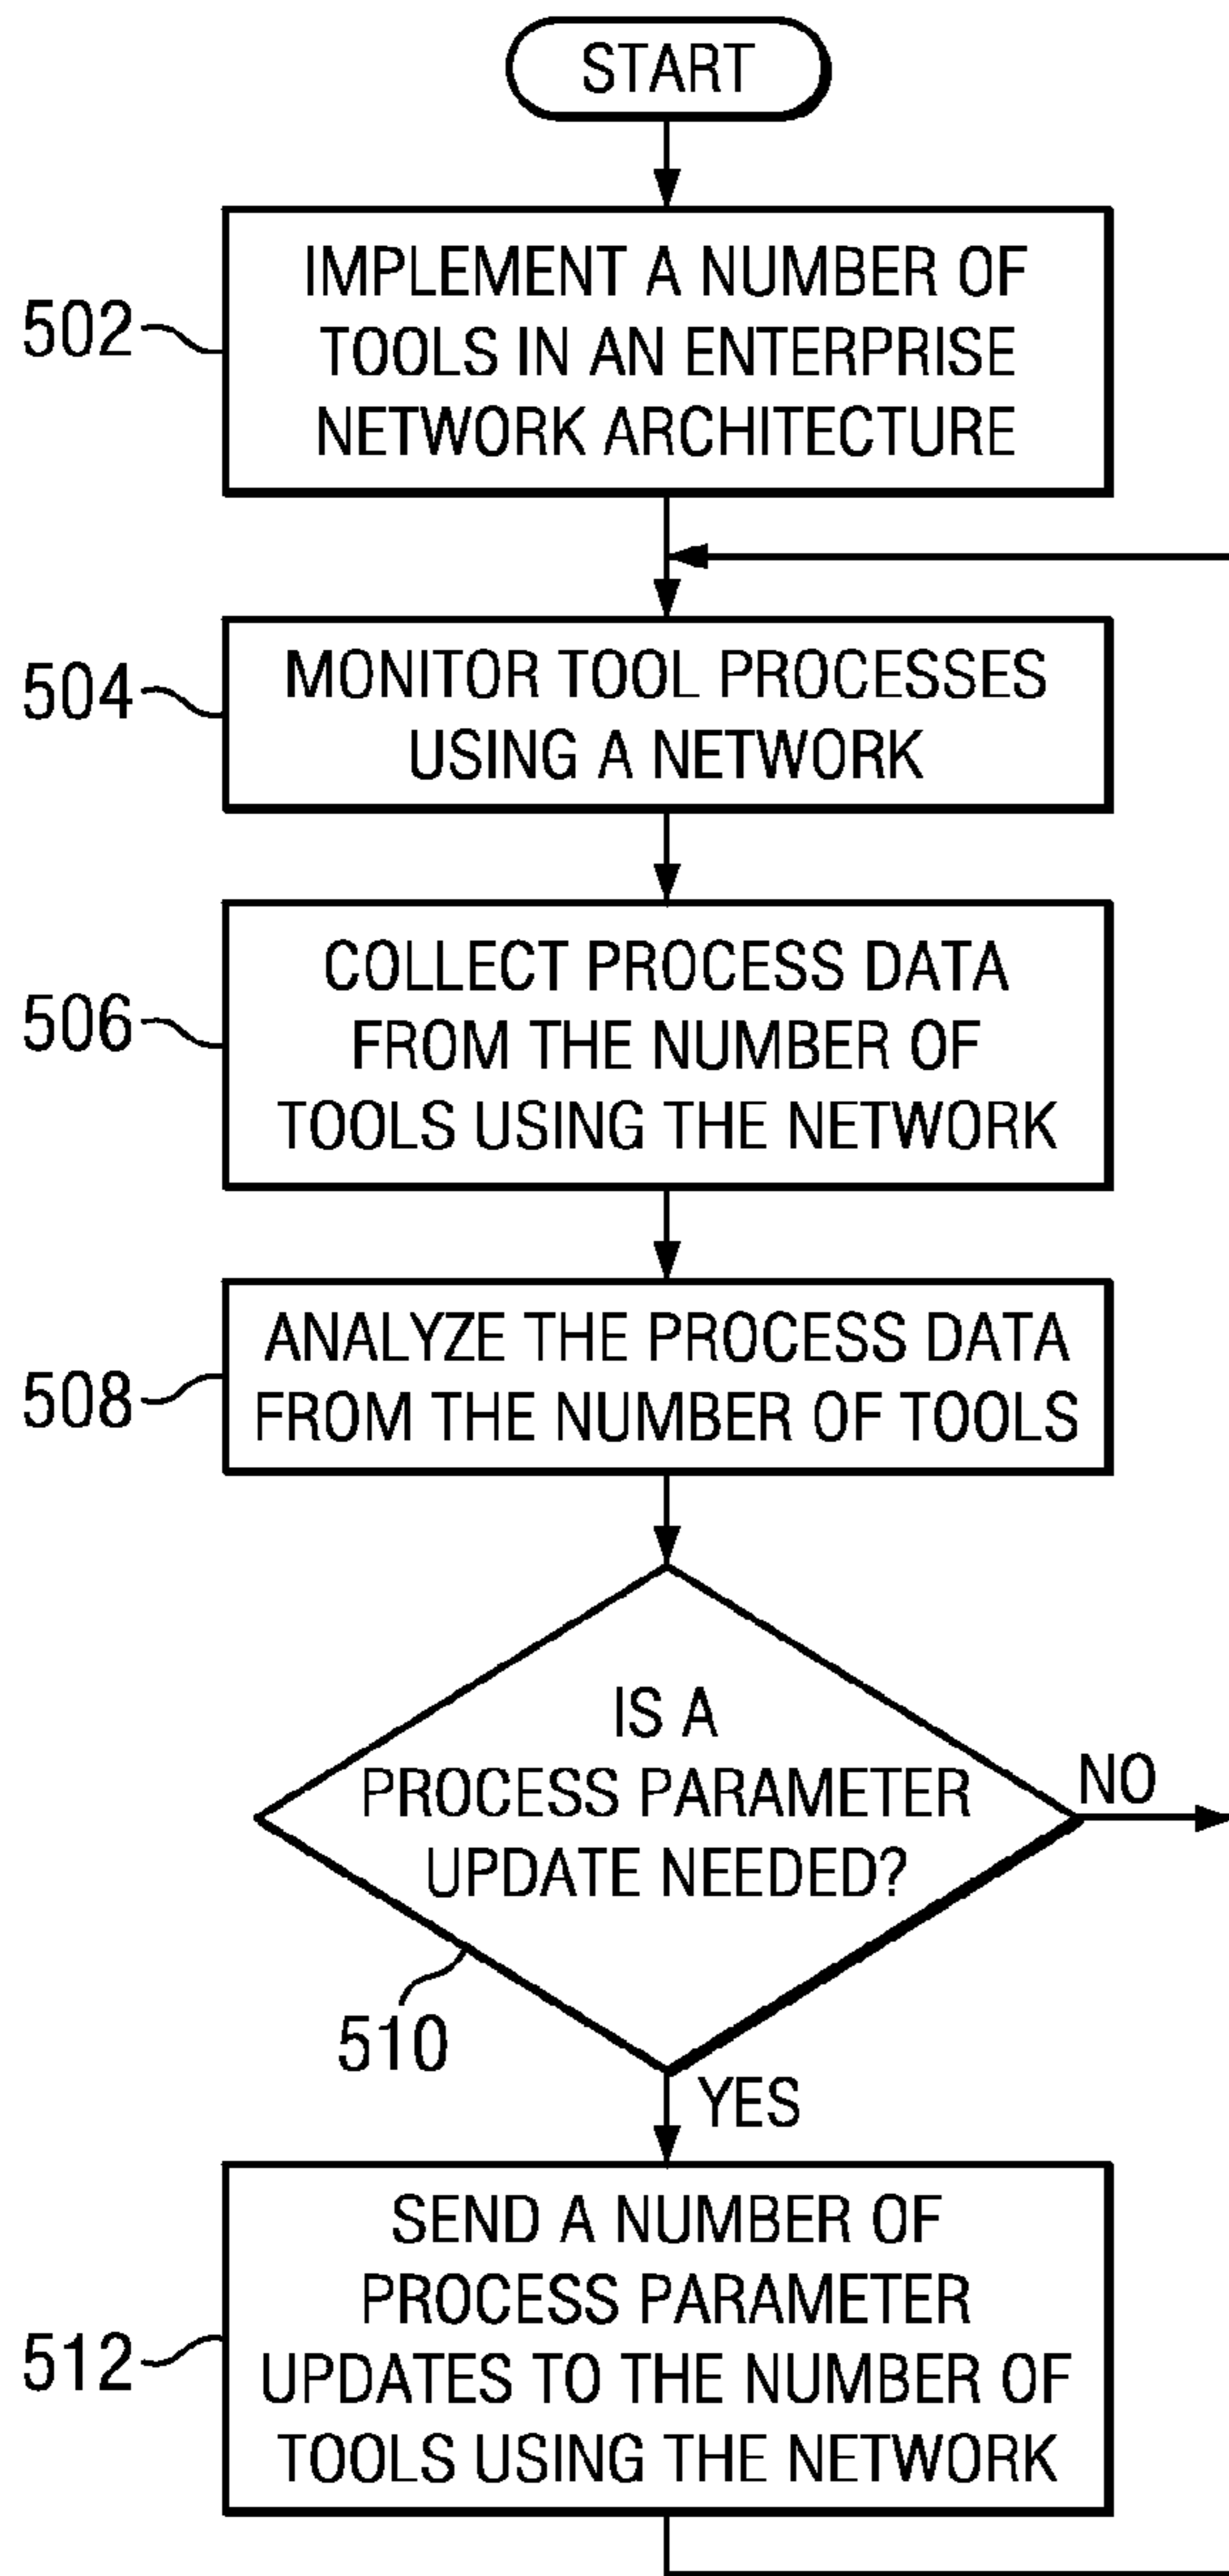 START
502
IMPLEMENT A NUMBER OF
TOOLS IN AN ENTERPRISE
NETWORK ARCHITECTURE
504
MONITOR TOOL PROCESSES
USING A NETWORK
506
COLLECT PROCESS DATA
FROM THE NUMBER OF
TOOLS USING THE NETWORK
508
ANALYZE THE PROCESS DATA
FROM THE NUMBER OF TOOLS
IS A
PROCESS PARAMETER
UPDATE NEEDED?
NO
510
YES
512
SEND A NUMBER OF
PROCESS PARAMETER
UPDATES TO THE NUMBER OF
TOOLS USING THE NETWORK